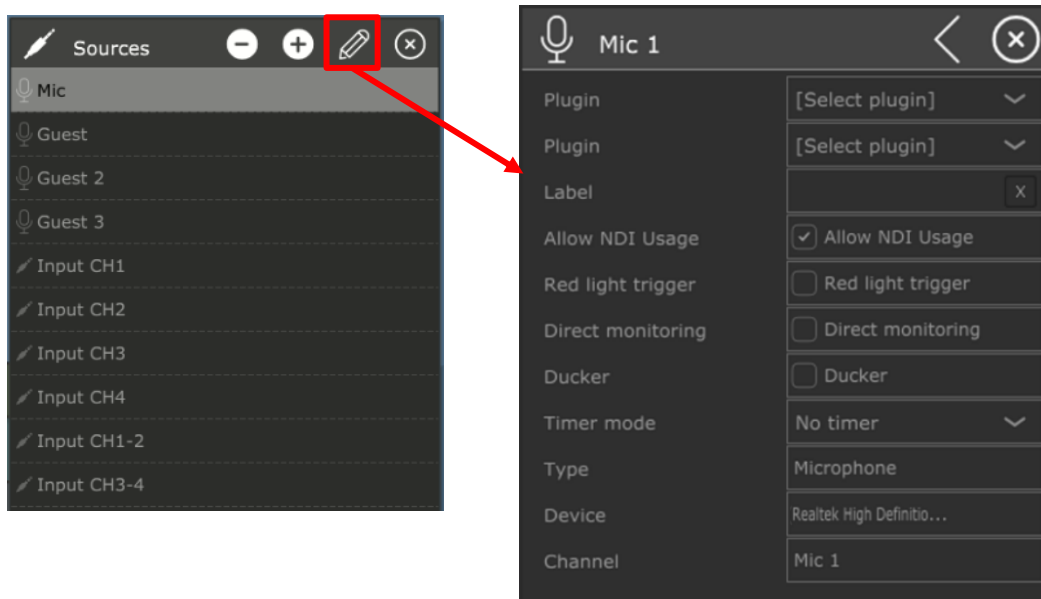 Sources
Mic
Guest
Guest 2
Guest 3
Input CH1
Input CH2
Input CH3
Input CH4
Input CH1-2
Input CH3-4
Mic 1
Plugin [Select plugin]
Plugin [Select plugin]
Label X
Allow NDI Usage Allow NDI Usage
Red light trigger Red light trigger
Direct monitoring Direct monitoring
Ducker Ducker
Timer mode No timer
Type Microphone
Device Realtek High Definitio...
Channel Mic 1